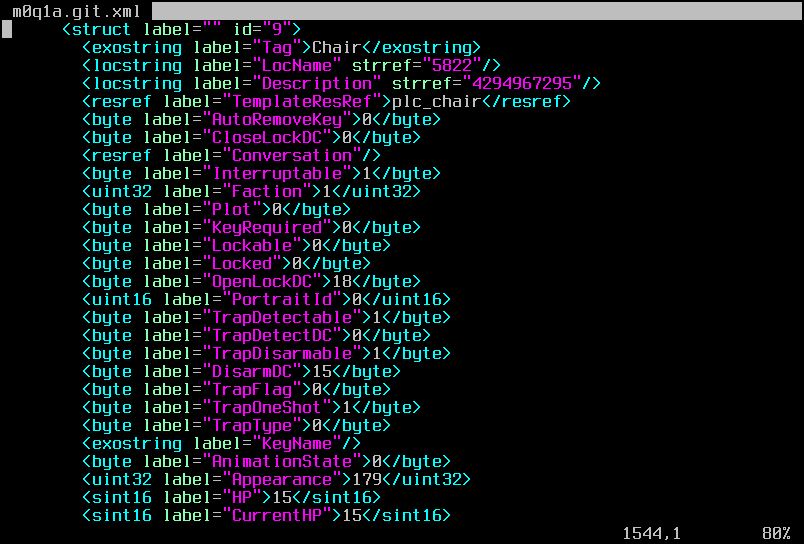 m0q1a.git.xml
<struct label="" id="9">
<exostring label="Tag">Chair</exostring>
<locstring label="LocName" strref="5822"/>
<locstring label="Description" strref="4294967295"/>
<resref label="TemplateResRef">plc_chair</resref>
<byte label="AutoRemoveKey">0</byte>
<byte label="CloseLockDC">0</byte>
<resref label="Conversation"/>
<byte label="Interruptable">1</byte>
<uint32 label="Faction">1</uint32>
<byte label="Plot">0</byte>
<byte label="KeyRequired">0</byte>
<byte label="Lockable">0</byte>
<byte label="Locked">0</byte>
<byte label="OpenLockDC">18</byte>
<uint16 label="PortraitId">0</uint16>
<byte label="TrapDetectable">1</byte>
<byte label="TrapDetectDC">0</byte>
<byte label="TrapDisarmable">1</byte>
<byte label="DisarmDC">15</byte>
<byte label="TrapFlag">0</byte>
<byte label="TrapOneShot">1</byte>
<byte label="TrapType">0</byte>
<exostring label="KeyName"/>
<byte label="AnimationState">0</byte>
<uint32 label="Appearance">179</uint32>
<sint16 label="HP">15</sint16>
<sint16 label="CurrentHP">15</sint16>
1544,1 80%